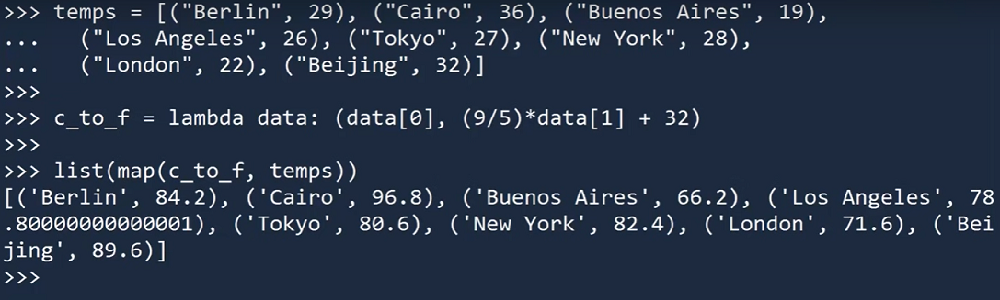 >>> temps = [("Berlin", 29), ("Cairo", 36), ("Buenos Aires", 19),
...   ("Los Angeles", 26), ("Tokyo", 27), ("New York", 28),
...   ("London", 22), ("Beijing", 32)]
>>>
>>> c_to_f = lambda data: (data[0], (9/5)*data[1] + 32)
>>>
>>> list(map(c_to_f, temps))
[('Berlin', 84.2), ('Cairo', 96.8), ('Buenos Aires', 66.2), ('Los Angeles', 78
.80000000000001), ('Tokyo', 80.6), ('New York', 82.4), ('London', 71.6), ('Bei
jing', 89.6)]
>>>